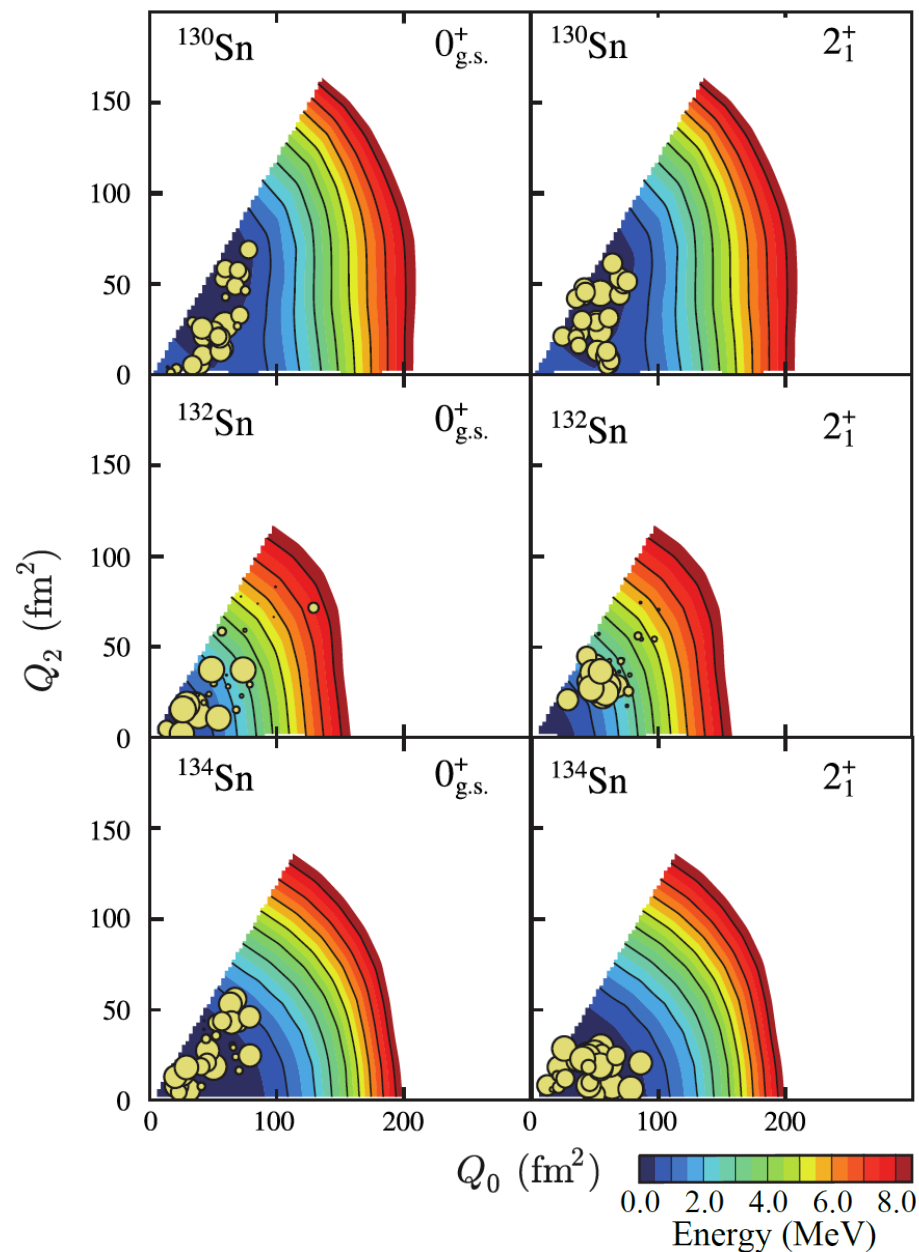 ¹³⁰Sn 0⁺g.s. ¹³⁰Sn 2⁺₁
150
100
50
0
¹³²Sn 0⁺g.s. ¹³²Sn 2⁺₁
150
100
50
0
¹³⁴Sn 0⁺g.s. ¹³⁴Sn 2⁺₁
150
100
50
0
Q₂ (fm²)
0 100 200 0 100 200
Q₀ (fm²)
0.0 2.0 4.0 6.0 8.0
Energy (MeV)